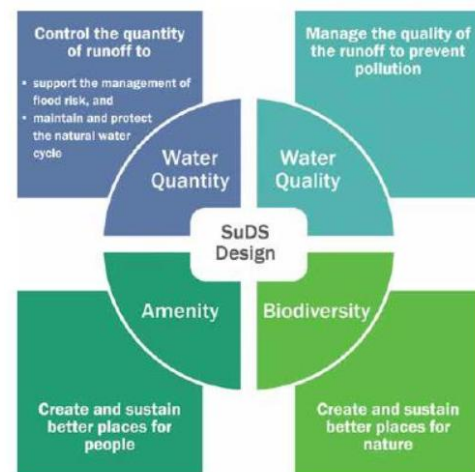 Control the quantity
of runoff to
• support the management of
flood risk, and
• maintain and protect
the natural water
cycle
Manage the quality of
the runoff to prevent
pollution
Water
Quantity
Water
Quality
SuDS
Design
Amenity
Biodiversity
Create and sustain
better places for
people
Create and sustain
better places for
nature